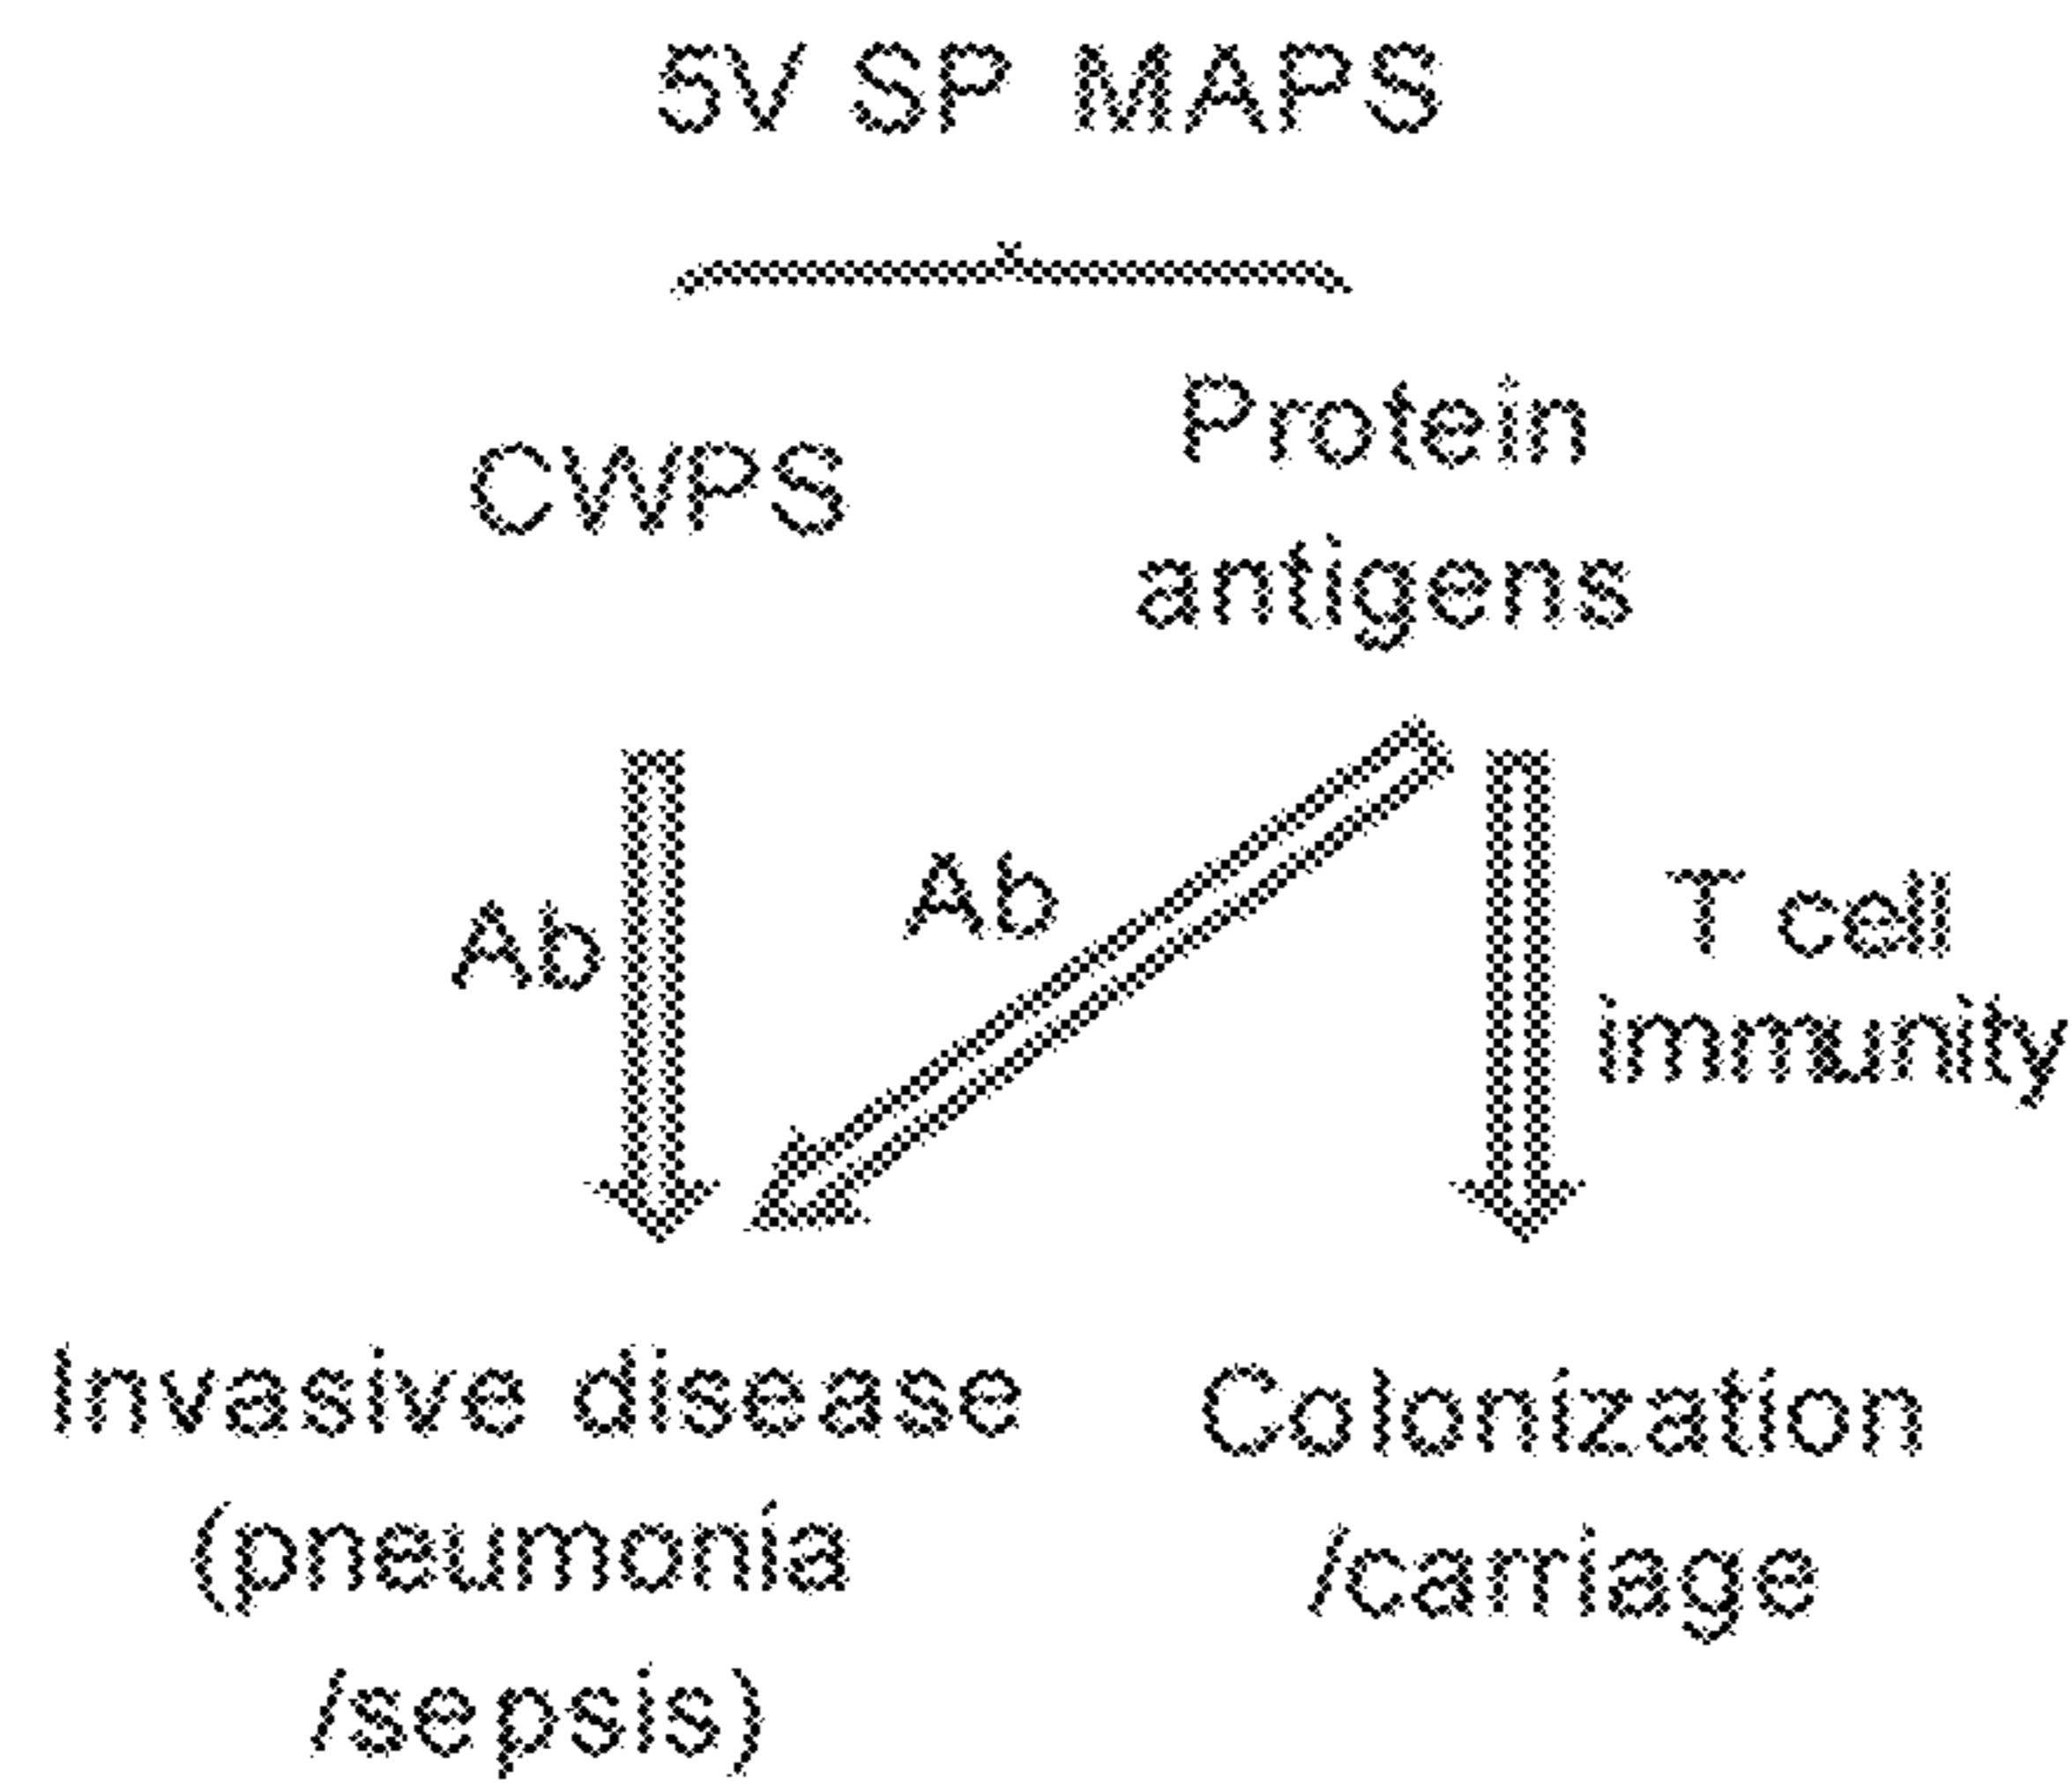 5V SP MAPS
CWPS
Protein
antigens
Ab
Ab
T cell
immunity
Invasive disease
(pneumonia
/sepsis)
Colonization
/carriage